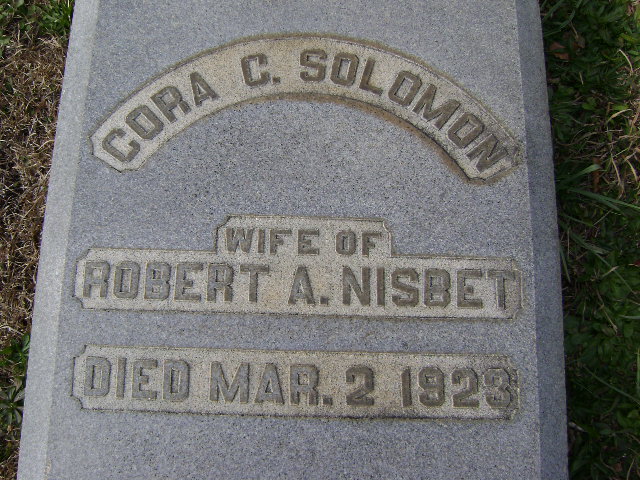 CORA C. SOLOMON
WIFE OF
ROBERT A. NISBET
DIED MAR. 2 1923